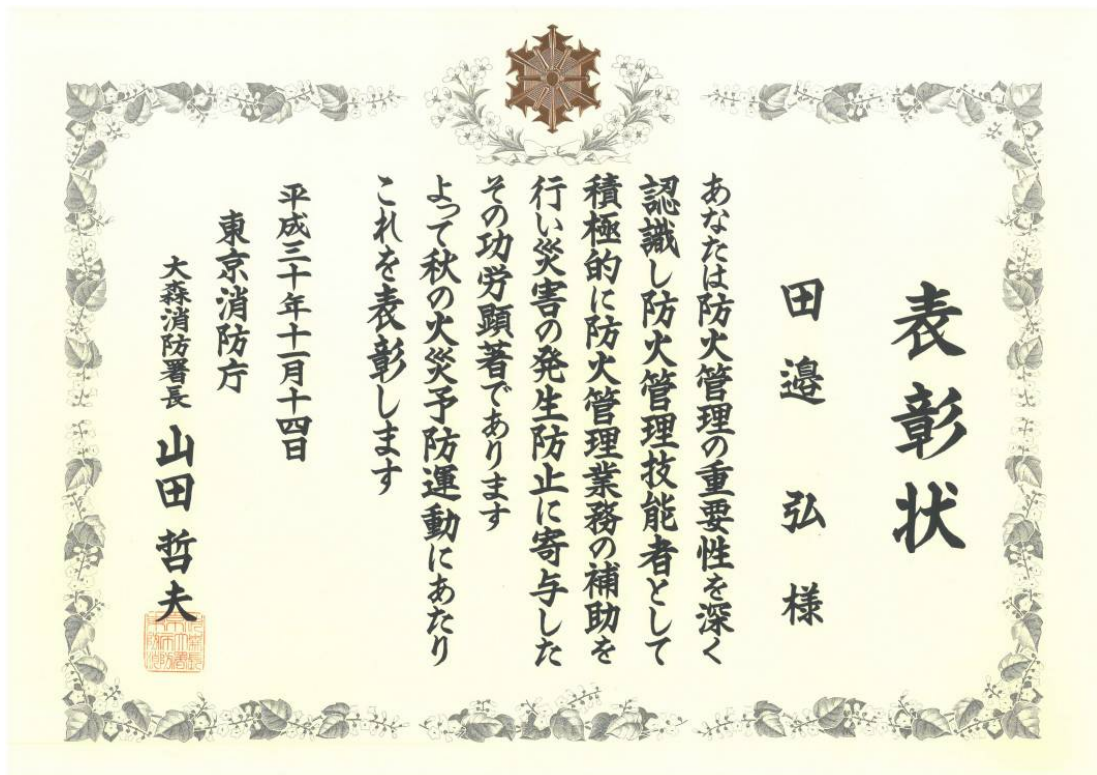 表彰状
田邉弘様
あなたは防火管理の重要性を深く
認識し防火管理技能者として
積極的に防火管理業務の補助を
行い災害の発生防止に寄与した
その功労顕著であります
よって秋の火災予防運動にあたり
これを表彰します
平成三十年十一月十四日
東京消防庁
大森消防署長 山田哲夫